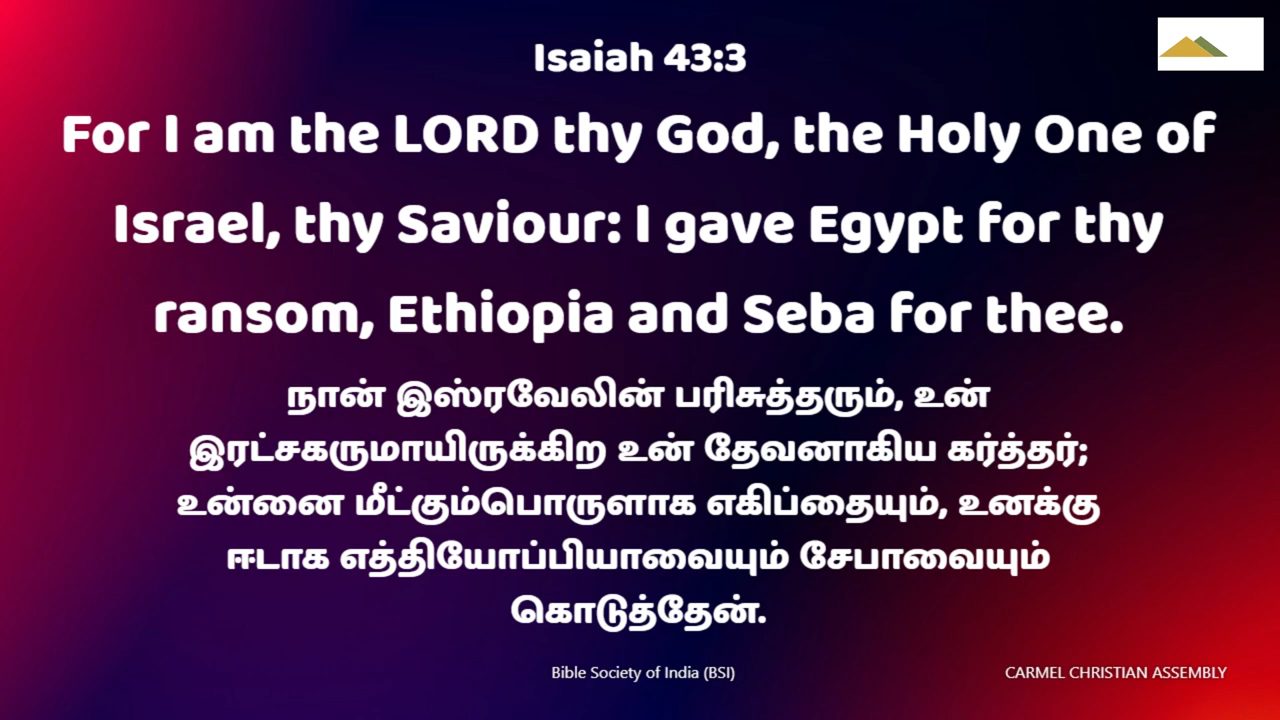 Isaiah 43:3
For I am the LORD thy God, the Holy One of
Israel, thy Saviour: I gave Egypt for thy
ransom, Ethiopia and Seba for thee.
நான் இஸ்ரவேலின் பரிசுத்தரும், உன்
இரட்சகருமாயிருக்கிற உன் தேவனாகிய கர்த்தர்;
உன்னை மீட்கும்பொருளாக எகிப்தையும், உனக்கு
ஈடாக எத்தியோப்பியாவையும் சேபாவையும்
கொடுத்தேன்.
Bible Society of India (BSI)
CARMEL CHRISTIAN ASSEMBLY